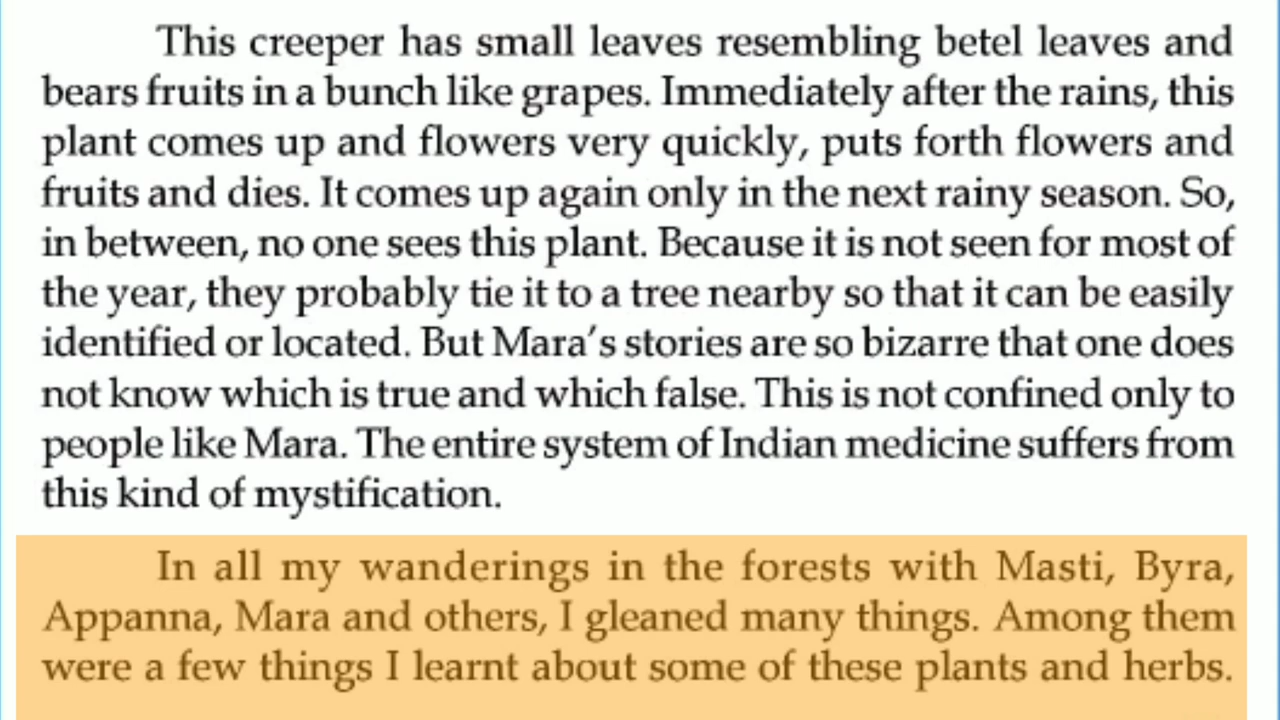 This creeper has small leaves resembling betel leaves and
bears fruits in a bunch like grapes. Immediately after the rains, this
plant comes up and flowers very quickly, puts forth flowers and
fruits and dies. It comes up again only in the next rainy season. So,
in between, no one sees this plant. Because it is not seen for most of
the year, they probably tie it to a tree nearby so that it can be easily
identified or located. But Mara's stories are so bizarre that one does
not know which is true and which false. This is not confined only to
people like Mara. The entire system of Indian medicine suffers from
this kind of mystification.
In all my wanderings in the forests with Masti, Byra,
Appanna, Mara and others, I gleaned many things. Among them
were a few things I learnt about some of these plants and herbs.